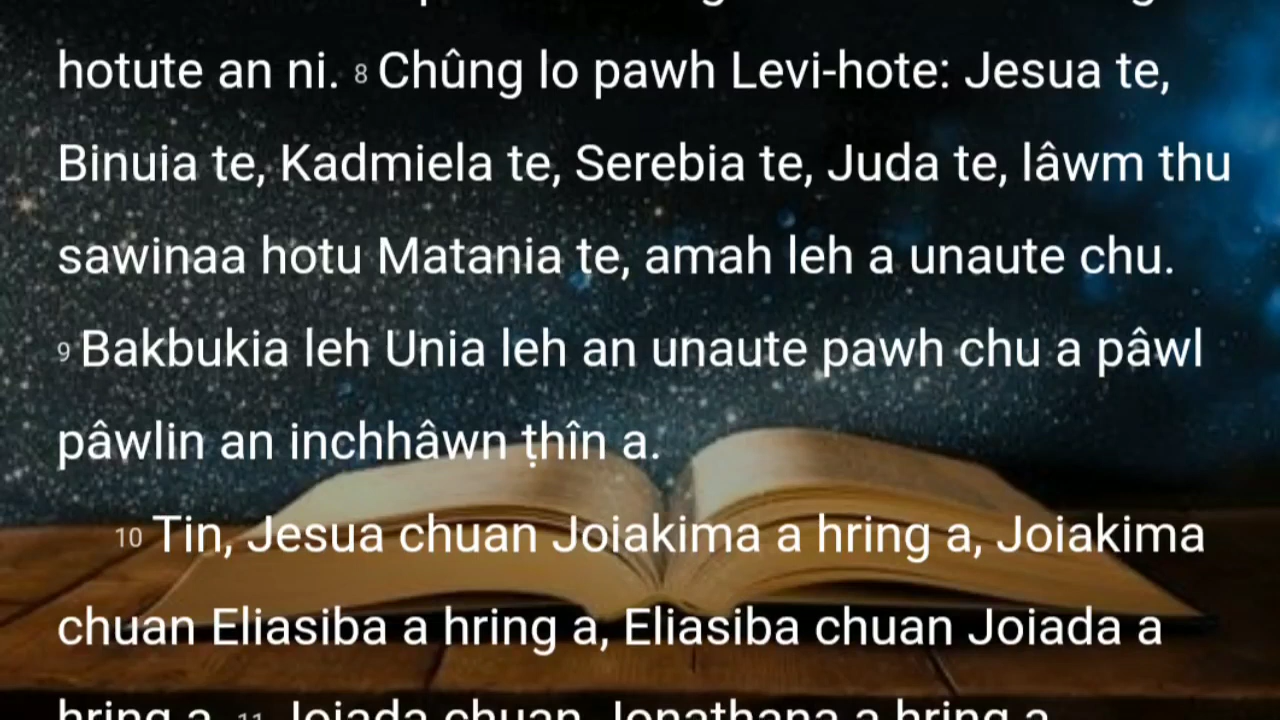 hotute an ni. 8 Chûng lo pawh Levi-hote: Jesua te,
Binuia te, Kadmiela te, Serebia te, Juda te, lâwm thu
sawinaa hotu Matania te, amah leh a unaute chu.
9 Bakbukia leh Unia leh an unaute pawh chu a pâwl
pâwlin an inchhâwn ṭhîn a.
10 Tin, Jesua chuan Joiakima a hring a, Joiakima
chuan Eliasiba a hring a, Eliasiba chuan Joiada a
hring a, 11 Joiada chuan Jonathana a hring a,